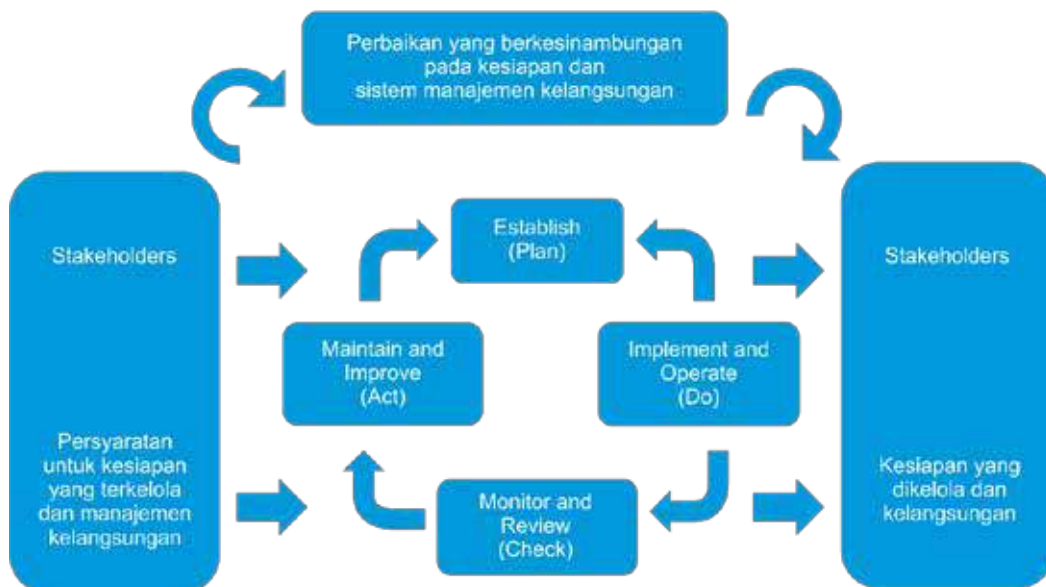 Perbaikan yang berkesinambungan
pada kesiapan dan
sistem manajemen kelangsungan
Stakeholders
Persyaratan
untuk kesiapan
yang terkelola
dan manajemen
kelangsungan
Establish
(Plan)
Maintain and
Improve
(Act)
Implement and
Operate
(Do)
Monitor and
Review
(Check)
Stakeholders
Kesiapan yang
dikelola dan
kelangsungan